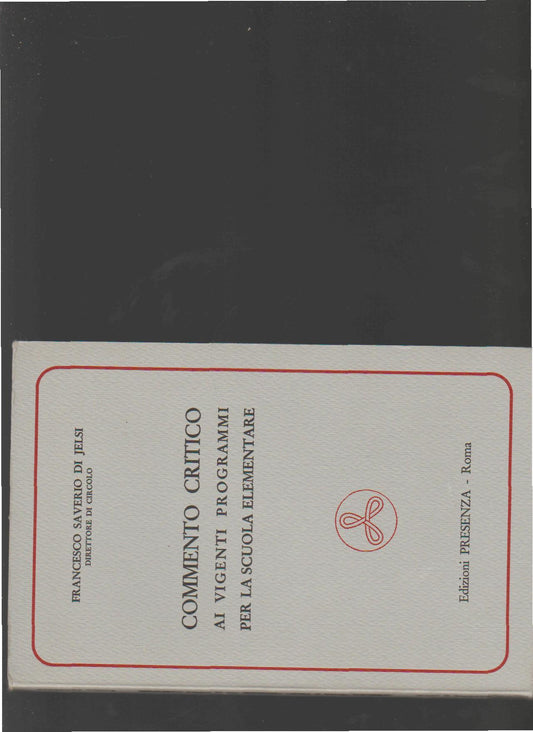 FRANCESCO SAVERIO DI JELSI
DIRETTORE DI CIRCOLO
COMMENTO CRITICO
AI VIGENTI PROGRAMMI
PER LA SCUOLA ELEMENTARE
Edizioni PRESENZA - Roma